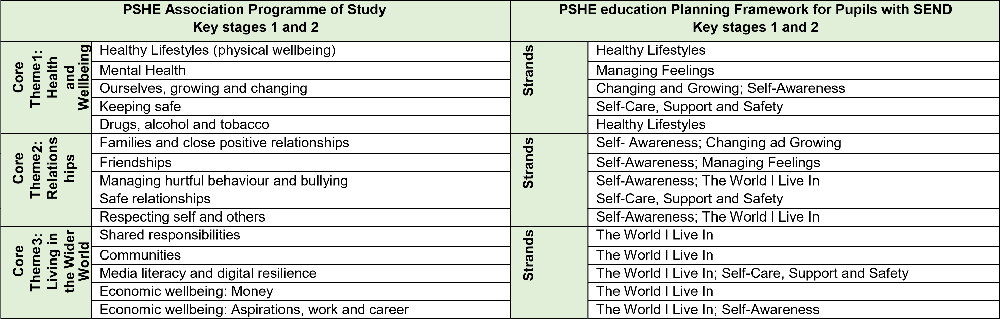 PSHE Association Programme of Study
Key stages 1 and 2
PSHE education Planning Framework for Pupils with SEND
Key stages 1 and 2
Core
Theme1:
Health
and
Wellbeing
Healthy Lifestyles (physical wellbeing)
Strands
Healthy Lifestyles
Mental Health
Managing Feelings
Ourselves, growing and changing
Changing and Growing; Self-Awareness
Keeping safe
Self-Care, Support and Safety
Drugs, alcohol and tobacco
Healthy Lifestyles
Core
Theme2:
Relations
hips
Families and close positive relationships
Strands
Self- Awareness; Changing ad Growing
Friendships
Self-Awareness; Managing Feelings
Managing hurtful behaviour and bullying
Self-Awareness; The World I Live In
Safe relationships
Self-Care, Support and Safety
Respecting self and others
Self-Awareness; The World I Live In
Core
Theme3:
Living in
the Wider
World
Shared responsibilities
Strands
The World I Live In
Communities
The World I Live In
Media literacy and digital resilience
The World I Live In; Self-Care, Support and Safety
Economic wellbeing: Money
The World I Live In
Economic wellbeing: Aspirations, work and career
The World I Live In; Self-Awareness